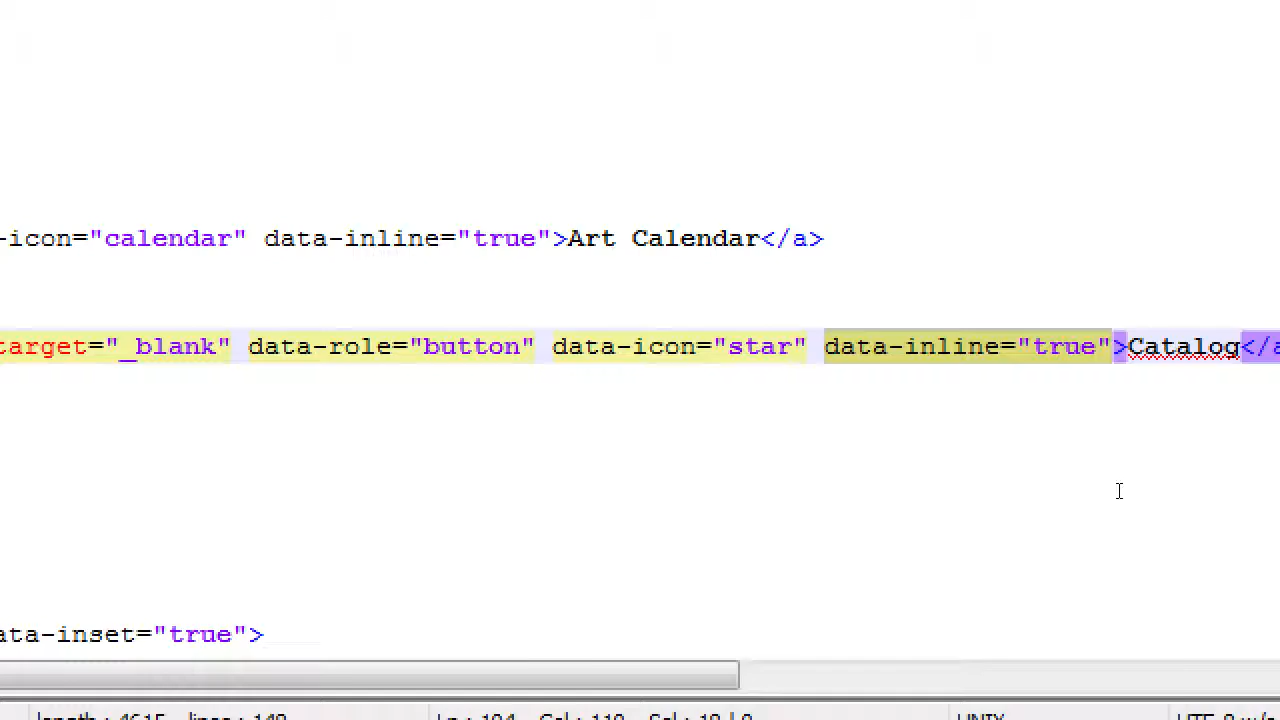 -icon="calendar" data-inline="true">Art Calendar</a>
target="_blank" data-role="button" data-icon="star" data-inline="true">Catalog</a
ata-inset="true">